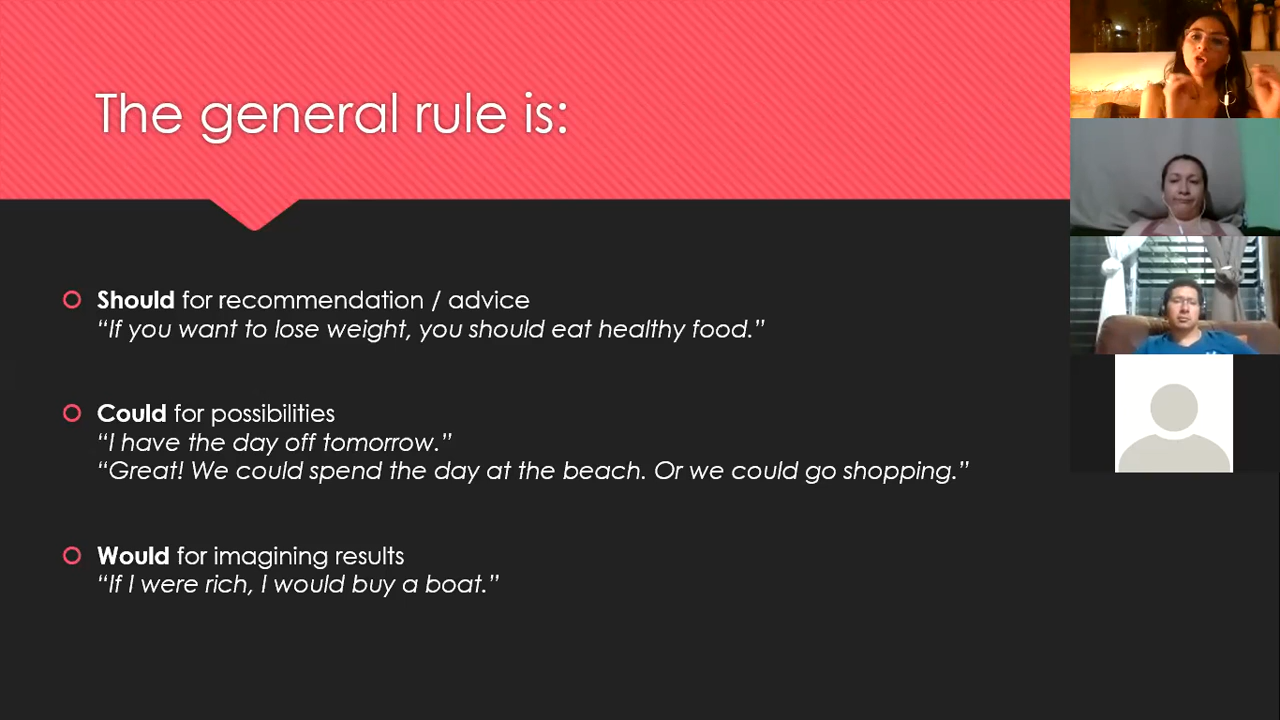 The general rule is:
Should for recommendation / advice
“If you want to lose weight, you should eat healthy food.”
Could for possibilities
“I have the day off tomorrow.”
“Great! We could spend the day at the beach. Or we could go shopping.”
Would for imagining results
“If I were rich, I would buy a boat.”